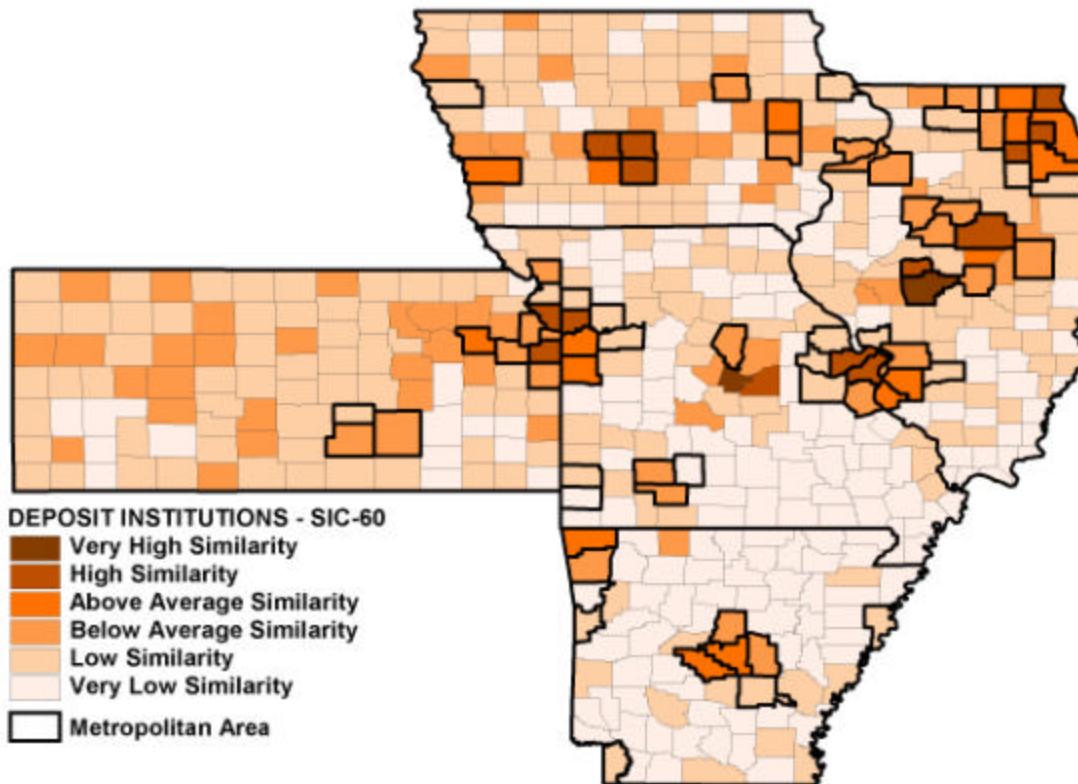 DEPOSIT INSTITUTIONS - SIC-60
Very High Similarity
High Similarity
Above Average Similarity
Below Average Similarity
Low Similarity
Very Low Similarity
Metropolitan Area